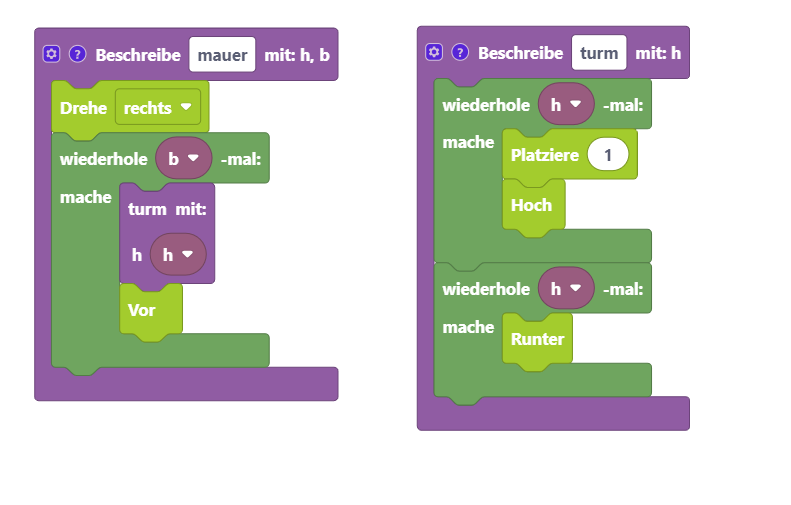 ? Beschreibe mauer mit: h, b
Drehe rechts
wiederhole b -mal:
mache
turm mit:
h h
Vor
? Beschreibe turm mit: h
wiederhole h -mal:
mache Platziere 1
Hoch
wiederhole h -mal:
mache Runter